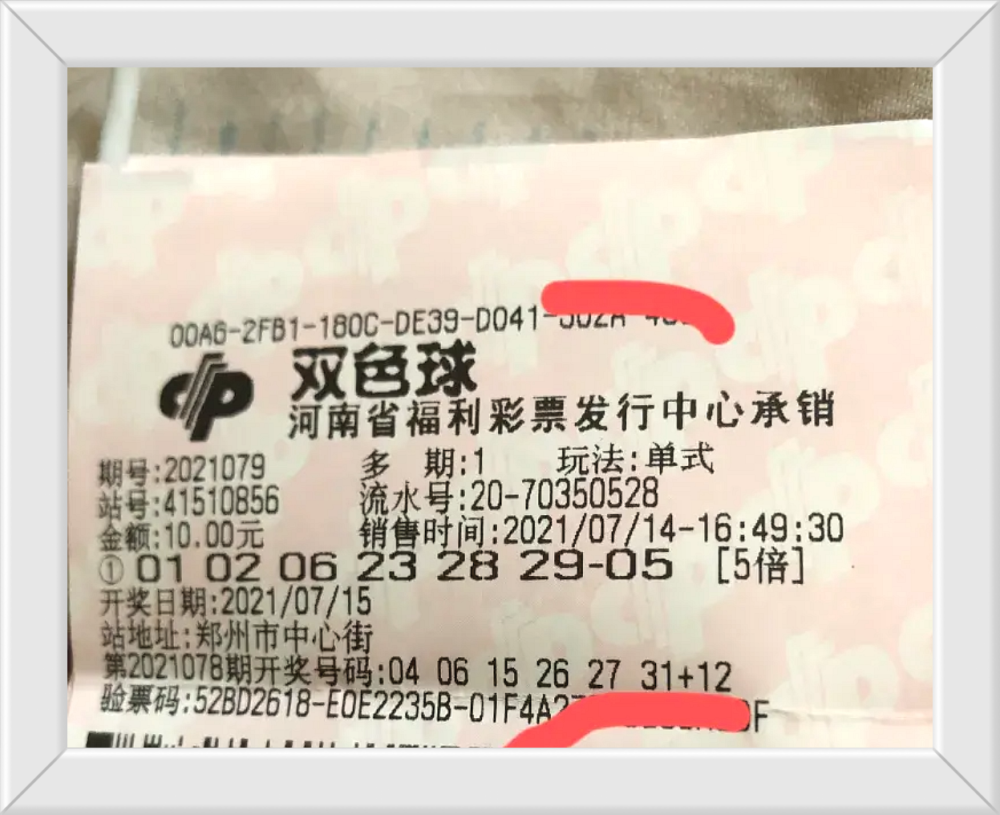 00A6-2FB1-180C-DE39-D041-
双色球
河南省福利彩票发行中心承销
期号:2021079 多 期:1 玩法:单式
站号:41510856 流水号:20-70350528
金额:10.00元 销售时间:2021/07/14-16:49:30
① 01 02 06 23 28 29-05 [5倍]
开奖日期:2021/07/15
站地址:郑州市中心街
第2021078期开奖号码:04 06 15 26 27 31+12
验票码:52BD2618-E0E2235B-01F4A2